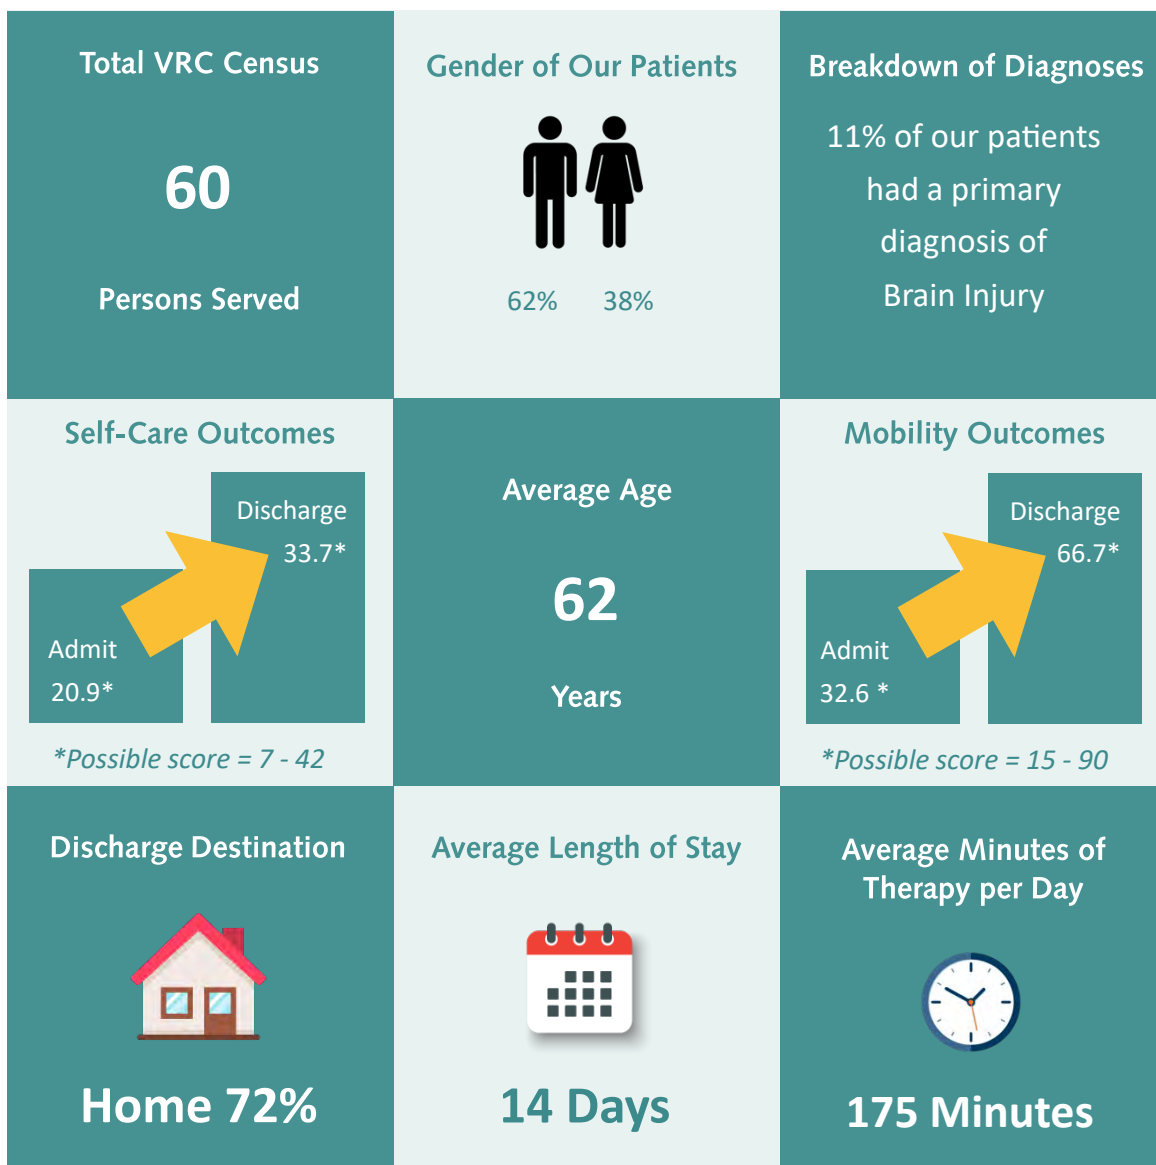 Total VRC Census
60
Persons Served
Gender of Our Patients
62% 38%
Breakdown of Diagnoses
11% of our patients
had a primary
diagnosis of
Brain Injury
Self-Care Outcomes
Discharge
33.7*
Admit
20.9*
*Possible score = 7 - 42
Average Age
62
Years
Mobility Outcomes
Discharge
66.7*
Admit
32.6 *
*Possible score = 15 - 90
Discharge Destination
Home 72%
Average Length of Stay
14 Days
Average Minutes of
Therapy per Day
175 Minutes